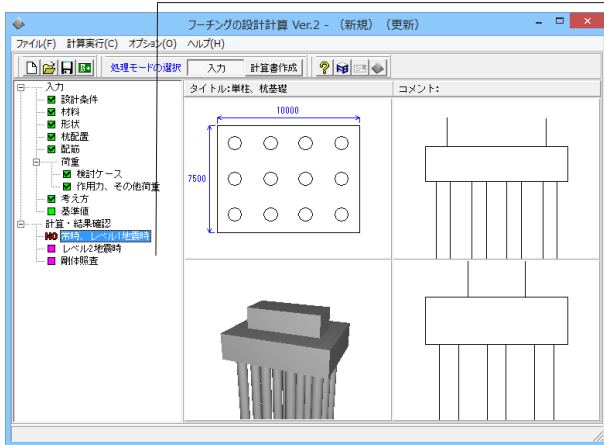 フーチングの設計計算 Ver.2 - （新規） （更新）
ファイル(F) 計算実行(C) オプション(O) ヘルプ(H)
処理モードの選択 入力 計算書作成
入力
設計条件
材料
形状
杭配置
配筋
荷重
検討ケース
作用力、その他荷重
考え方
基準値
計算・結果確認
NO 常時、レベル1地震時
レベル2地震時
剛体照査
タイトル:単柱、杭基礎
コメント:
10000
7500